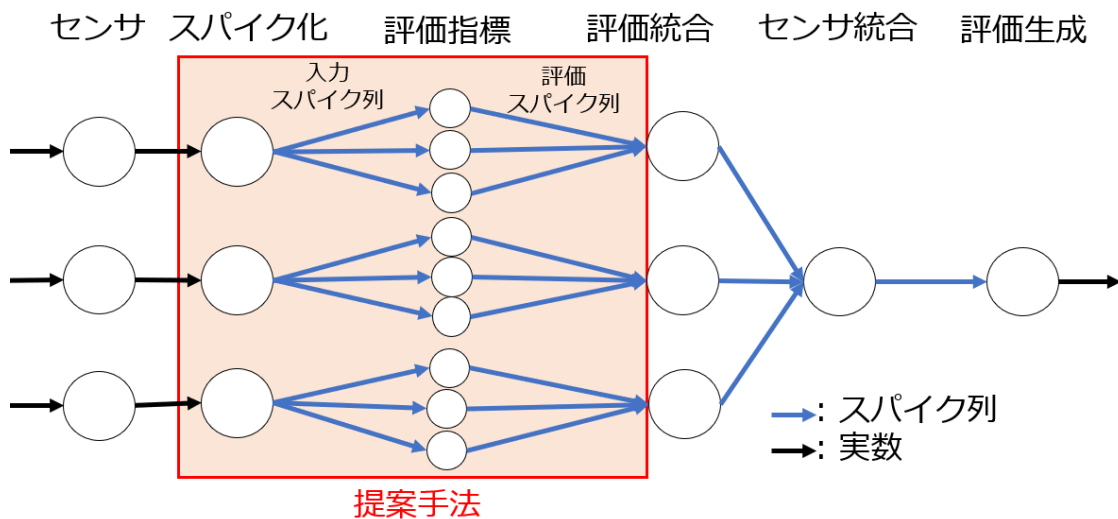 センサ
スパイク化
評価指標
評価統合
センサ統合
評価生成
入力
スパイク列
評価
スパイク列
: スパイク列
: 実数
提案手法